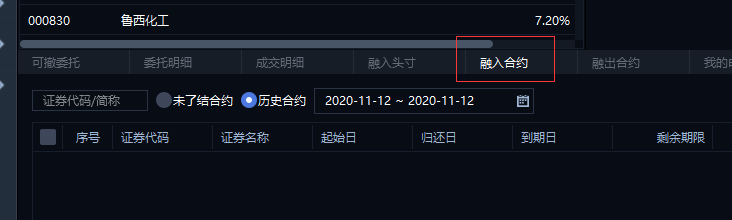 000830 鲁西化工 7.20%
可撤委托 委托明细 成交明细 融入头寸 融入合约 融出合约 我的
证券代码/简称 未了结合约 历史合约 2020-11-12 ~ 2020-11-12
序号 证券代码 证券名称 起始日 归还日 到期日 剩余期限